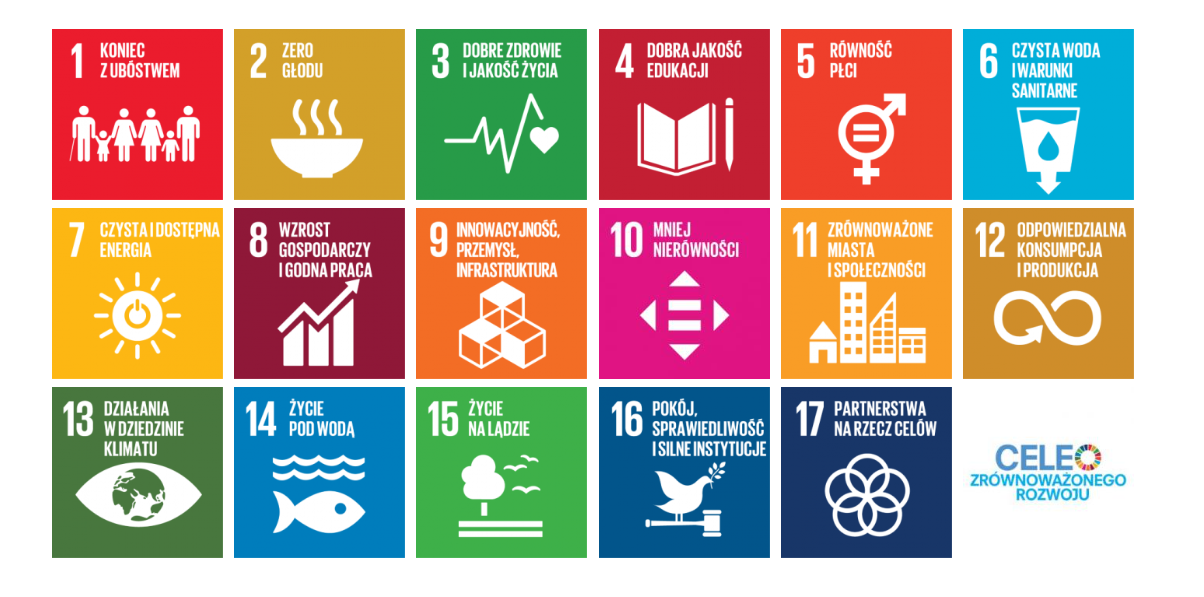 1 KONIEC
Z UBÓSTWEM
2 ZERO
GŁODU
3 DOBRE ZDROWIE
I JAKOŚĆ ŻYCIA
4 DOBRA JAKOŚĆ
EDUKACJI
5 RÓWNOŚĆ
PŁCI
6 CZYSTA WODA
I WARUNKI
SANITARNE
7 CZYSTA I DOSTĘPNA
ENERGIA
8 WZROST
GOSPODARCZY
I GODNA PRACA
9 INNOWACYJNOŚĆ,
PRZEMYSŁ,
INFRASTRUKTURA
10 MNIEJ
NIERÓWNOŚCI
11 ZRÓWNOWAŻONE
MIASTA
I SPOŁECZNOŚCI
12 ODPOWIEDZIALNA
KONSUMPCJA
I PRODUKCJA
13 DZIAŁANIA
W DZIEDZINIE
KLIMATU
14 ŻYCIE
POD WODĄ
15 ŻYCIE
NA LĄDZIE
16 POKÓJ,
SPRAWIEDLIWOŚĆ
I SILNE INSTYTUCJE
17 PARTNERSTWA
NA RZECZ CELÓW
CELE
ZRÓWNOWAŻONEGO
ROZWOJU